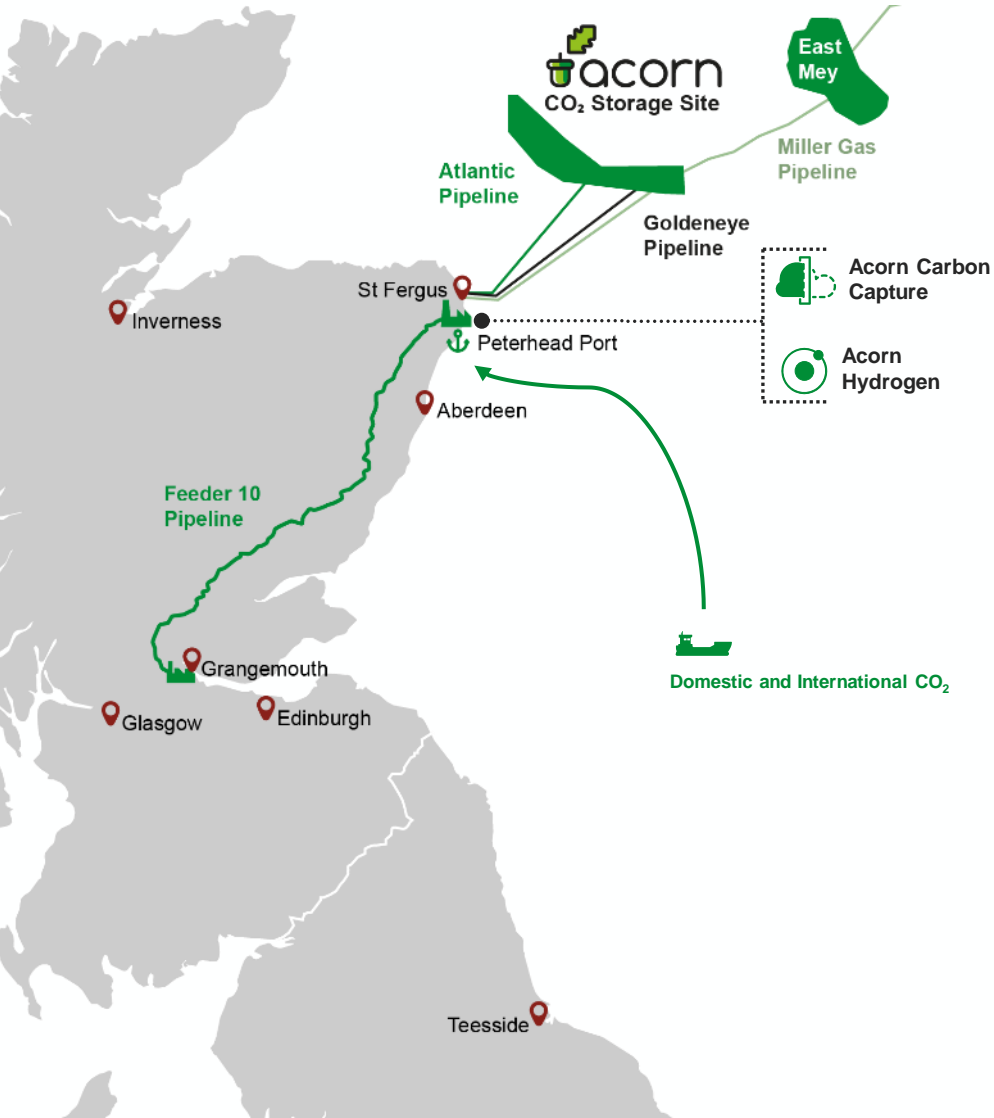 acorn
CO₂ Storage Site
East
Mey
Miller Gas
Pipeline
Atlantic
Pipeline
Goldeneye
Pipeline
St Fergus
Acorn Carbon
Capture
Inverness
Peterhead Port
Acorn
Hydrogen
Aberdeen
Feeder 10
Pipeline
Grangemouth
Domestic and International CO₂
Glasgow
Edinburgh
Teesside